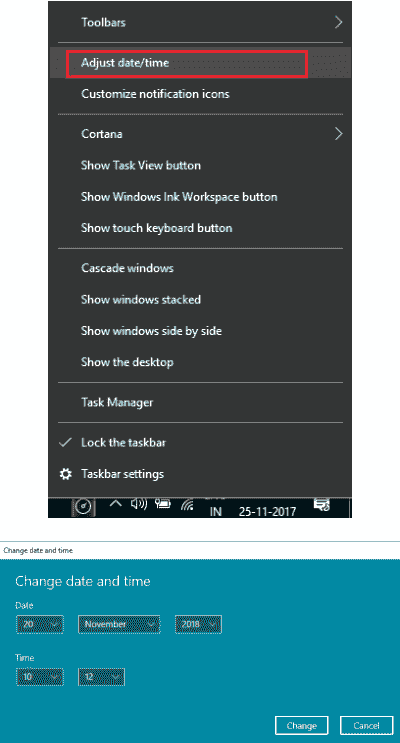 Toolbars
Adjust date/time
Customize notification icons
Cortana
Show Task View button
Show Windows Ink Workspace button
Show touch keyboard button
Cascade windows
Show windows stacked
Show windows side by side
Show the desktop
Task Manager
Lock the taskbar
Taskbar settings
IN 25-11-2017
Change date and time
Change date and time
Date
20 November 2018
Time
10 12
Change Cancel